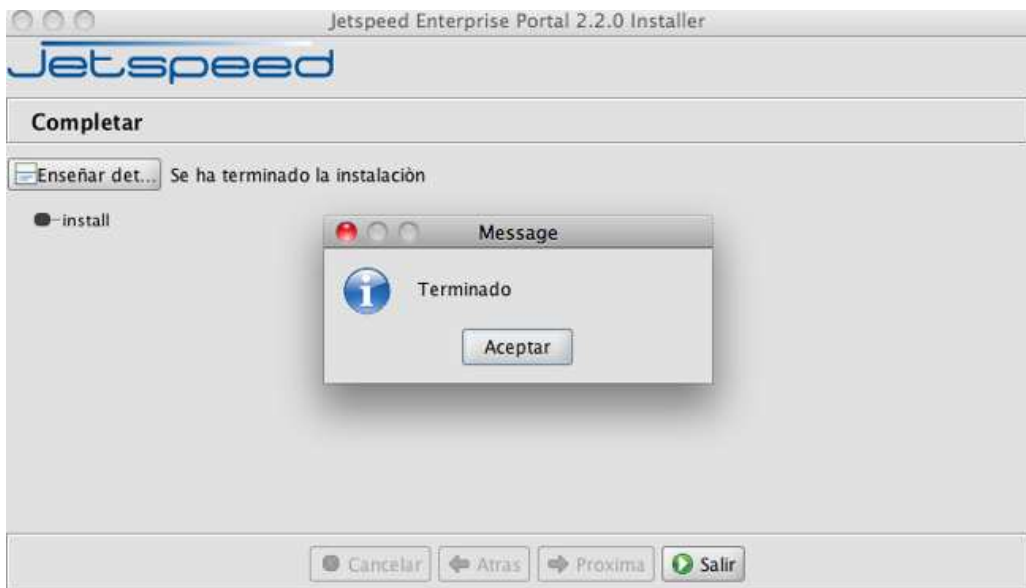 Jetspeed Enterprise Portal 2.2.0 Installer
Jetspeed
Completar
Enseñar det... Se ha terminado la instalaciòn
install
Message
Terminado
Aceptar
Cancelar Atras Proxima Salir